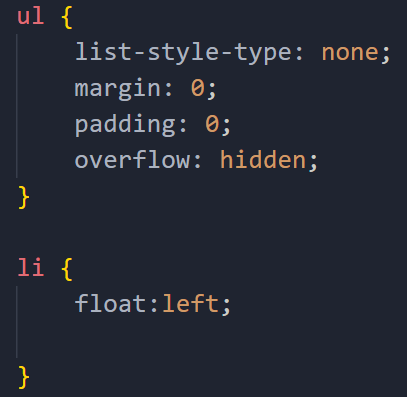 ul {
    list-style-type: none;
    margin: 0;
    padding: 0;
    overflow: hidden;
}

li {
    float:left;

}